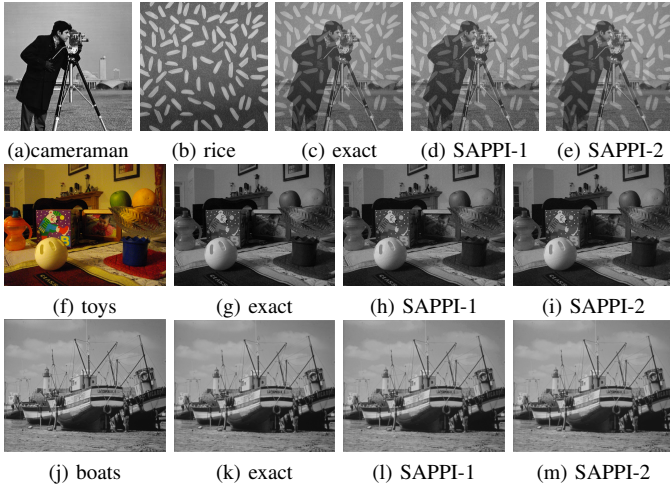 (a)cameraman (b) rice (c) exact (d) SAPPI-1 (e) SAPPI-2
(f) toys (g) exact (h) SAPPI-1 (i) SAPPI-2
(j) boats (k) exact (l) SAPPI-1 (m) SAPPI-2